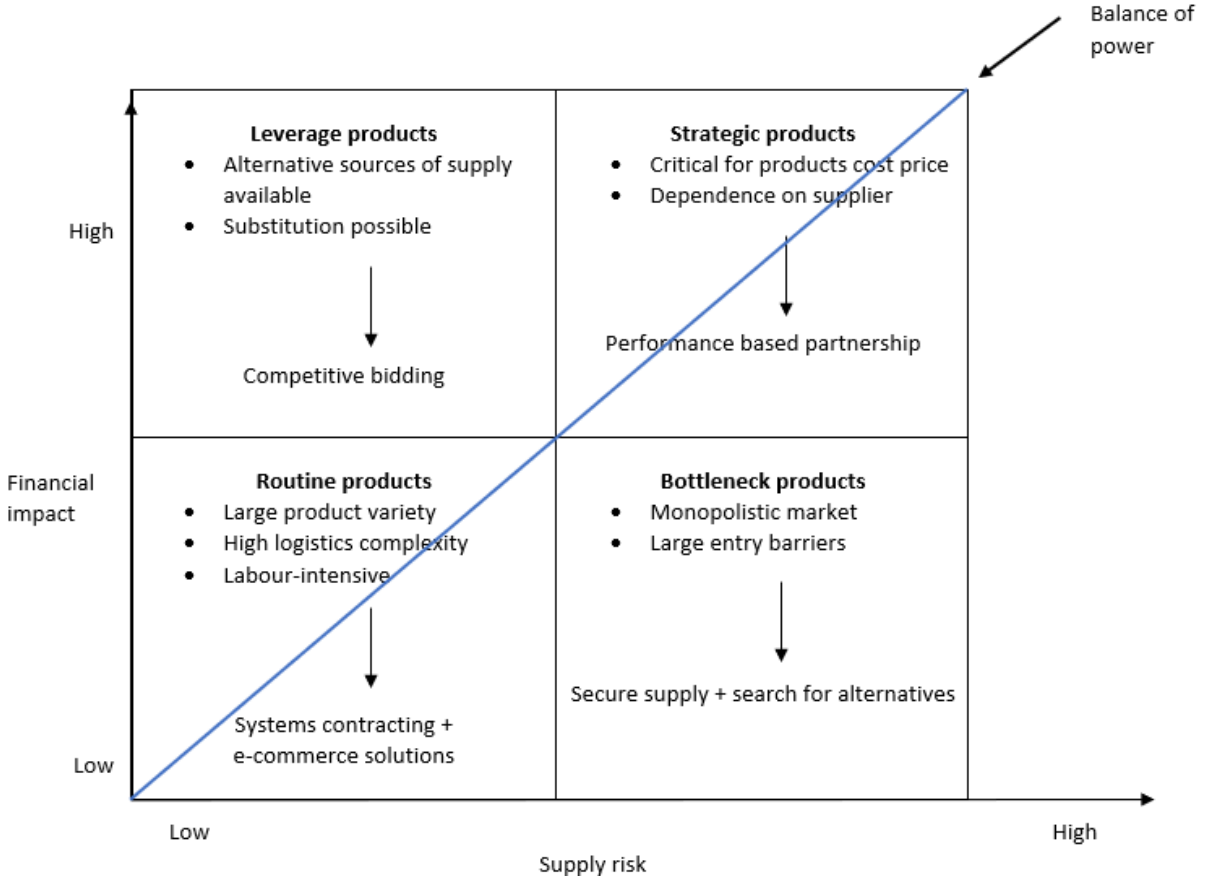 Balance of
power
Leverage products
• Alternative sources of supply
available
• Substitution possible
Competitive bidding
Strategic products
• Critical for products cost price
• Dependence on supplier
Performance based partnership
High
Financial
impact
Routine products
• Large product variety
• High logistics complexity
• Labour-intensive
Systems contracting +
e-commerce solutions
Bottleneck products
• Monopolistic market
• Large entry barriers
Secure supply + search for alternatives
Low
Low
High
Supply risk